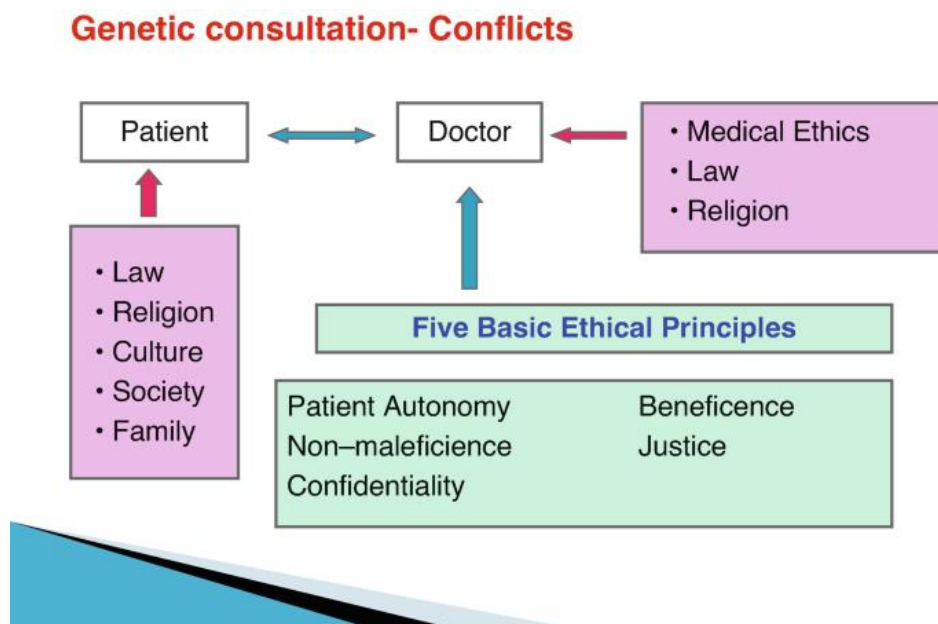 Genetic consultation- Conflicts
Patient
Doctor
• Medical Ethics
• Law
• Religion
• Law
• Religion
• Culture
• Society
• Family
Five Basic Ethical Principles
Patient Autonomy Beneficence
Non–maleficience Justice
Confidentiality